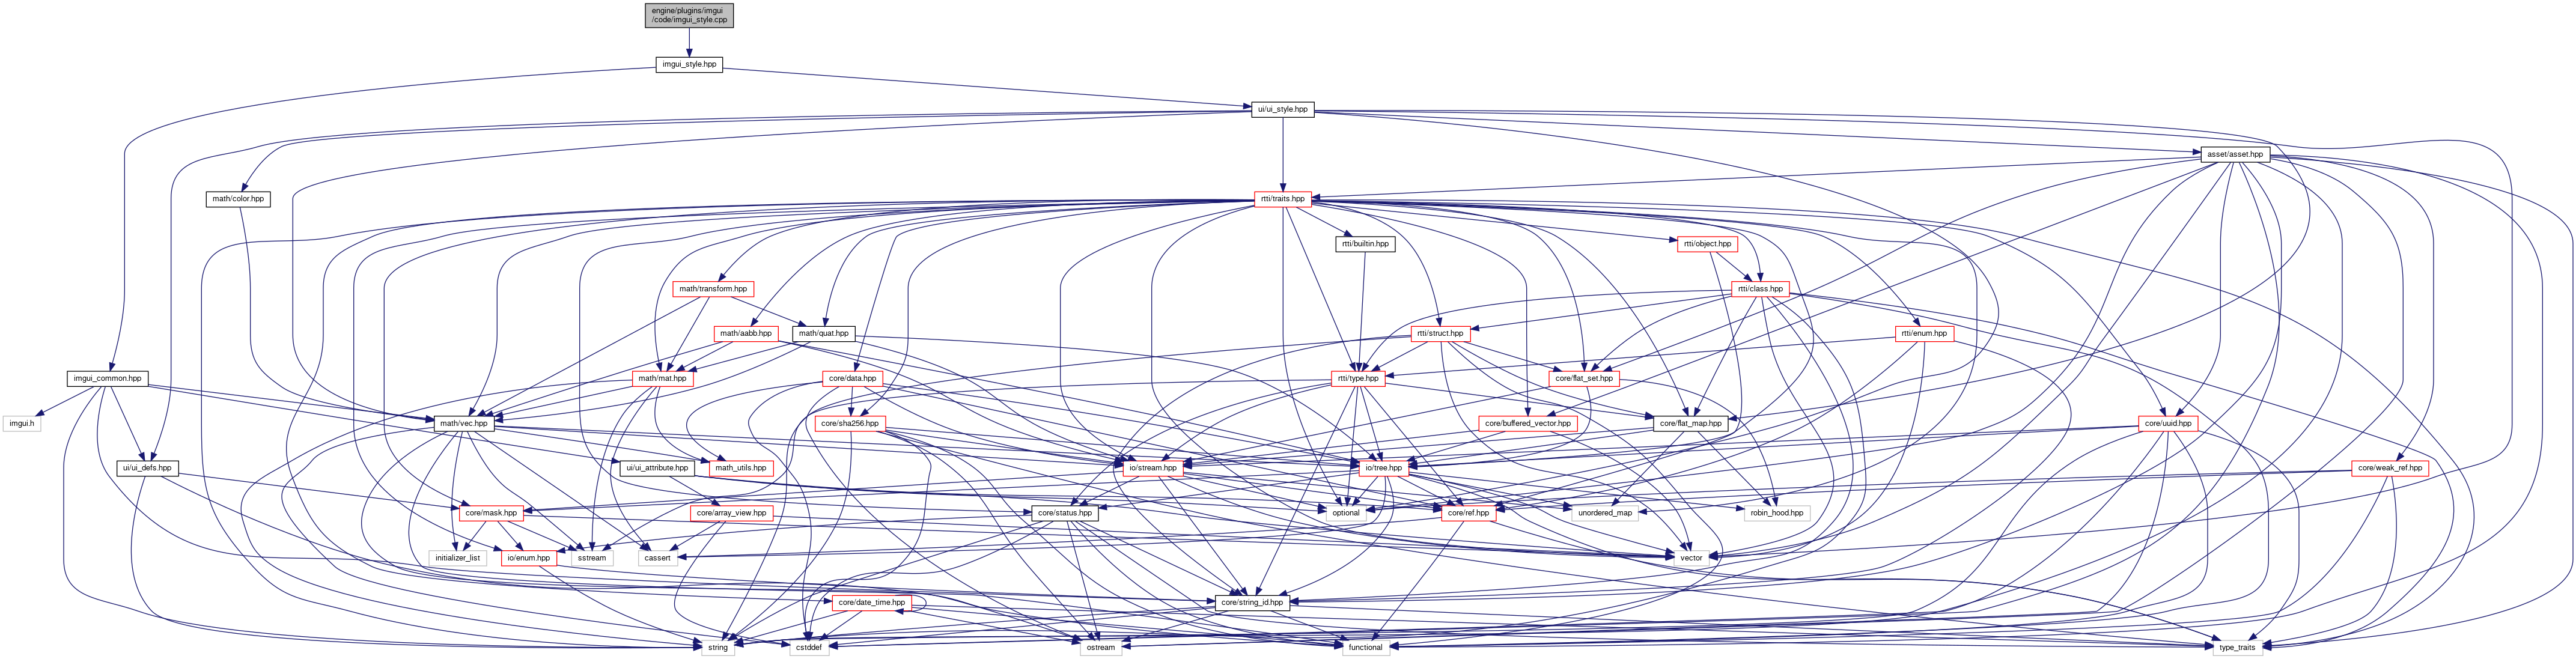 engine/plugins/imgui
/code/imgui_style.cpp
imgui_style.hpp
ui/ui_style.hpp
asset/asset.hpp
math/color.hpp
rtti/traits.hpp
rtti/builtin.hpp
rtti/object.hpp
math/transform.hpp
rtti/class.hpp
math/aabb.hpp
math/quat.hpp
rtti/struct.hpp
rtti/enum.hpp
imgui_common.hpp
math/mat.hpp
core/data.hpp
rtti/type.hpp
core/flat_set.hpp
imgui.h
math/vec.hpp
core/sha256.hpp
core/buffered_vector.hpp
core/flat_map.hpp
core/uuid.hpp
ui/ui_defs.hpp
ui/ui_attribute.hpp
math_utils.hpp
io/stream.hpp
io/tree.hpp
core/weak_ref.hpp
core/mask.hpp
core/array_view.hpp
core/status.hpp
optional
core/ref.hpp
unordered_map
robin_hood.hpp
initializer_list
io/enum.hpp
sstream
cassert
vector
core/date_time.hpp
core/string_id.hpp
string
cstddef
ostream
functional
type_traits